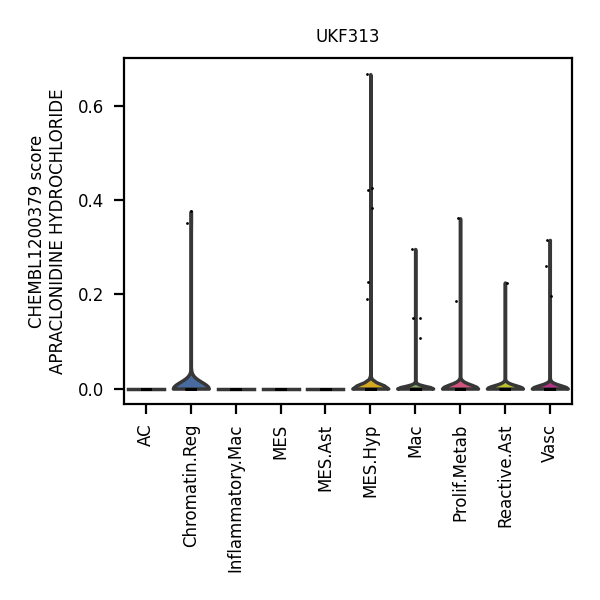 UKF313
CHEMBL1200379 score
APRACLONIDINE HYDROCHLORIDE
0.6
0.4
0.2
0.0
AC
Chromatin.Reg
Inflammatory.Mac
MES
MES.Ast
MES.Hyp
Mac
Prolif.Metab
Reactive.Ast
Vasc